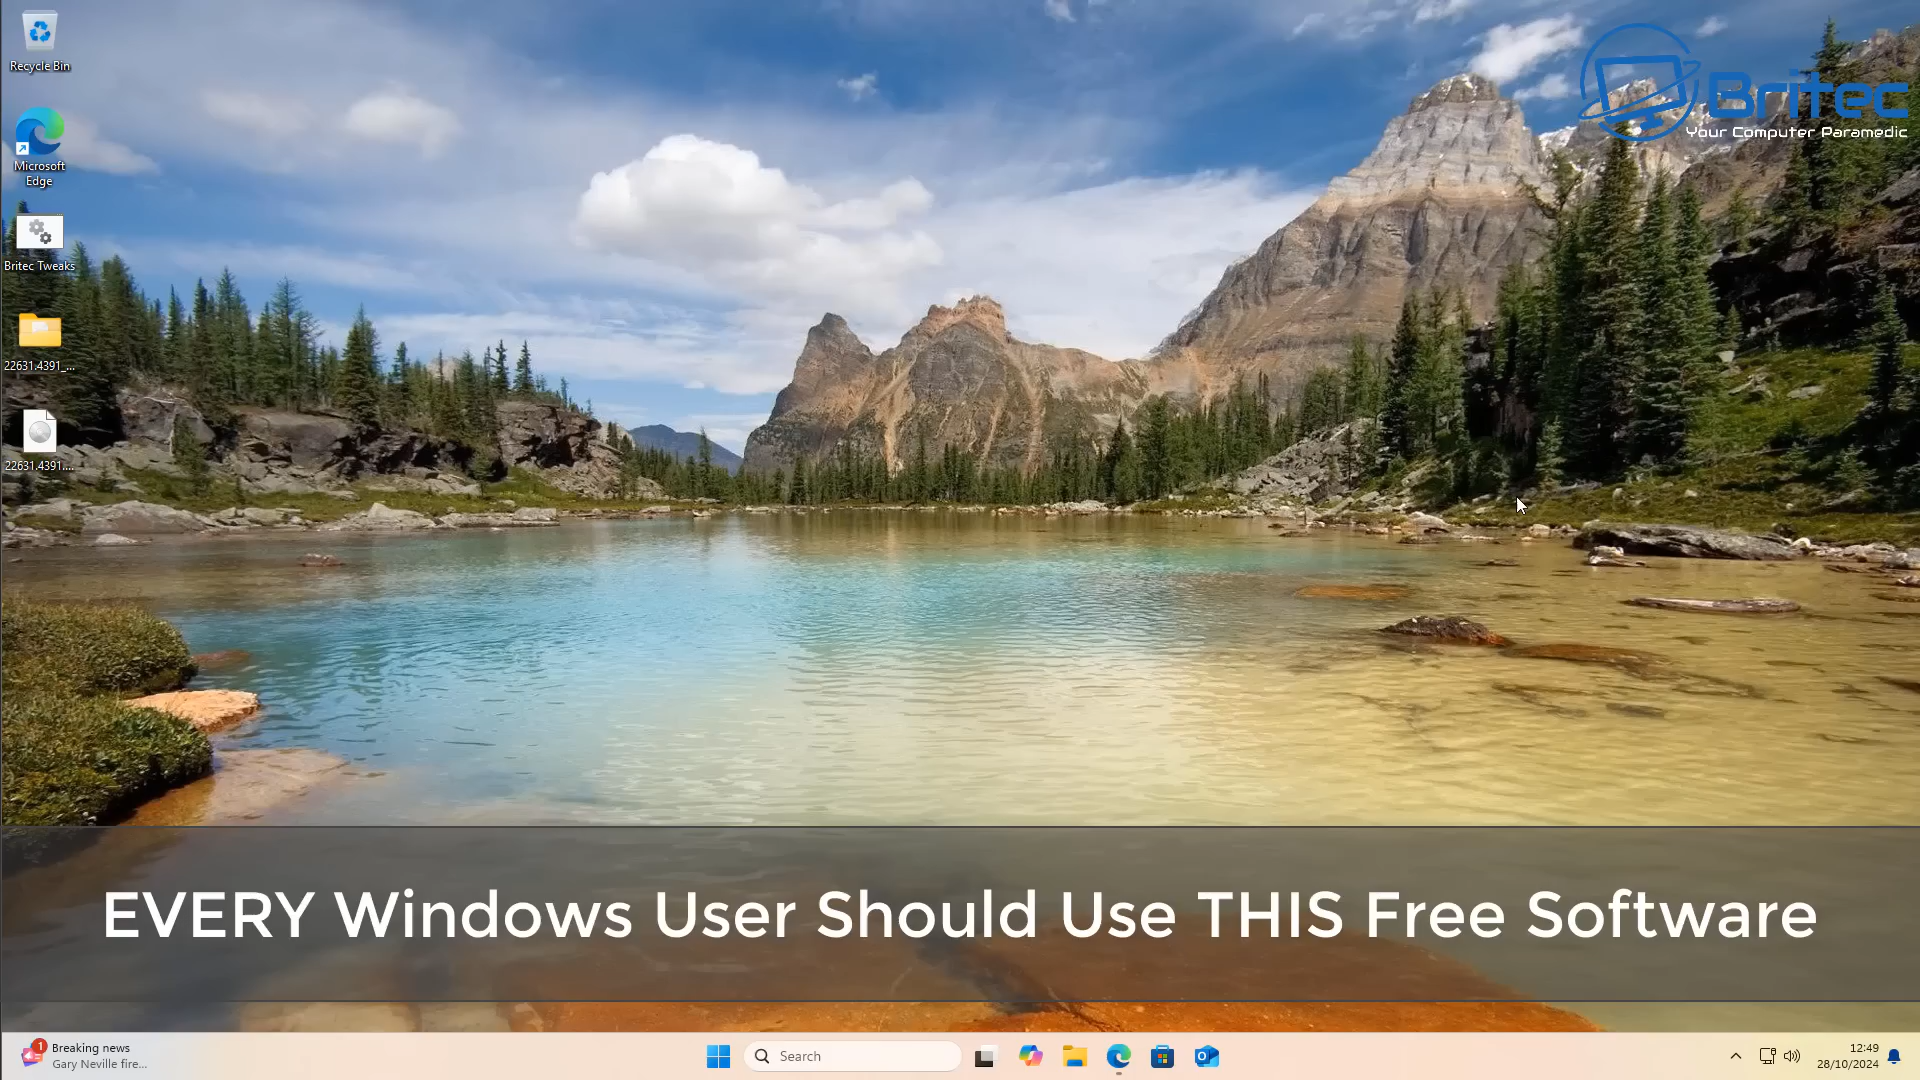 Recycle Bin
Microsoft
Edge
Britec Tweaks
22631.4391_...
22631.4391....
Britec
Your Computer Paramedic
EVERY Windows User Should Use THIS Free Software
1
Breaking news
Gary Neville fire...
Search
12:49
28/10/2024